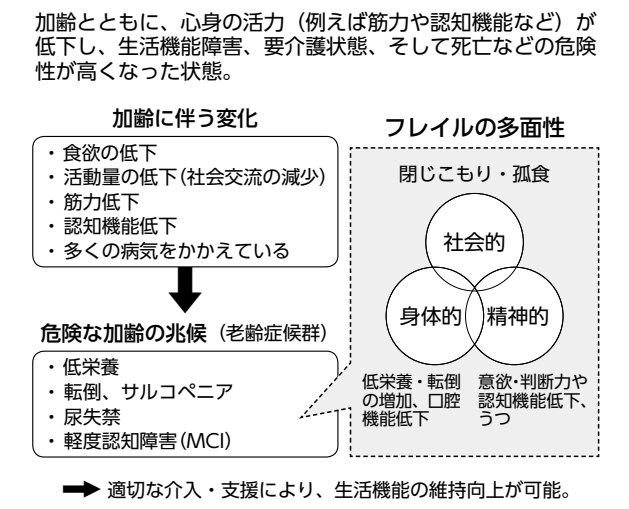 加齢とともに、心身の活力（例えば筋力や認知機能など）が
低下し、生活機能障害、要介護状態、そして死亡などの危険
性が高くなった状態。
加齢に伴う変化
・食欲の低下
・活動量の低下(社会交流の減少)
・筋力低下
・認知機能低下
・多くの病気をかかえている
危険な加齢の兆候（老齢症候群）
・低栄養
・転倒、サルコペニア
・尿失禁
・軽度認知障害(MCI)
フレイルの多面性
閉じこもり・孤食
社会的
身体的
精神的
低栄養・転倒
の増加、口腔
機能低下
意欲・判断力や
認知機能低下、
うつ
適切な介入・支援により、生活機能の維持向上が可能。